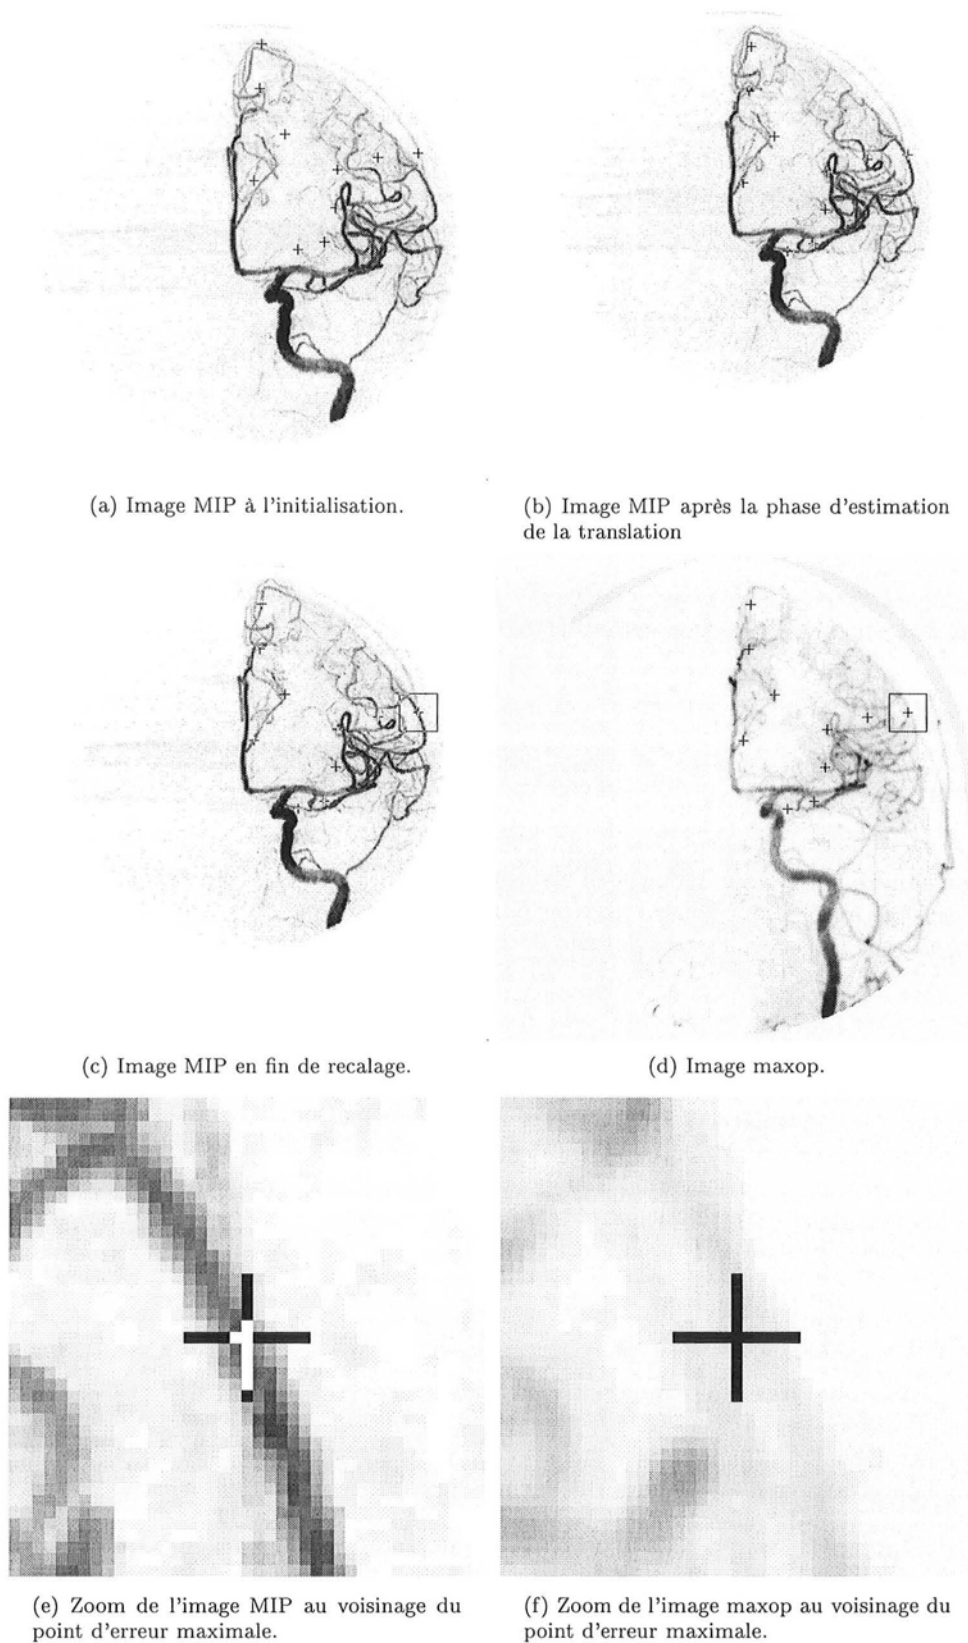 (a) Image MIP à l'initialisation.
(b) Image MIP après la phase d'estimation
de la translation
(c) Image MIP en fin de recalage.
(d) Image maxop.
(e) Zoom de l'image MIP au voisinage du
point d'erreur maximale.
(f) Zoom de l'image maxop au voisinage du
point d'erreur maximale.